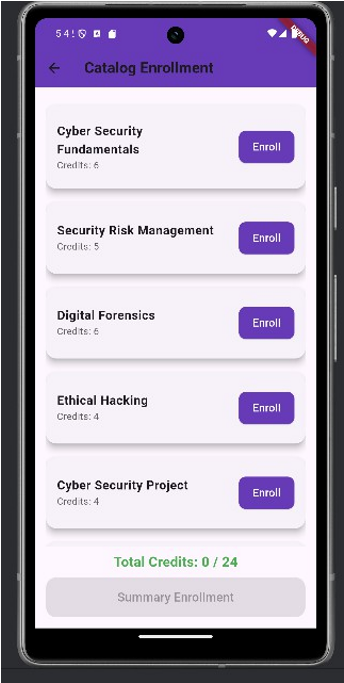 5 4
DEBUG
Catalog Enrollment
Cyber Security
Fundamentals
Credits: 6
Enroll
Security Risk Management
Credits: 5
Enroll
Digital Forensics
Credits: 6
Enroll
Ethical Hacking
Credits: 4
Enroll
Cyber Security Project
Credits: 4
Enroll
Total Credits: 0 / 24
Summary Enrollment